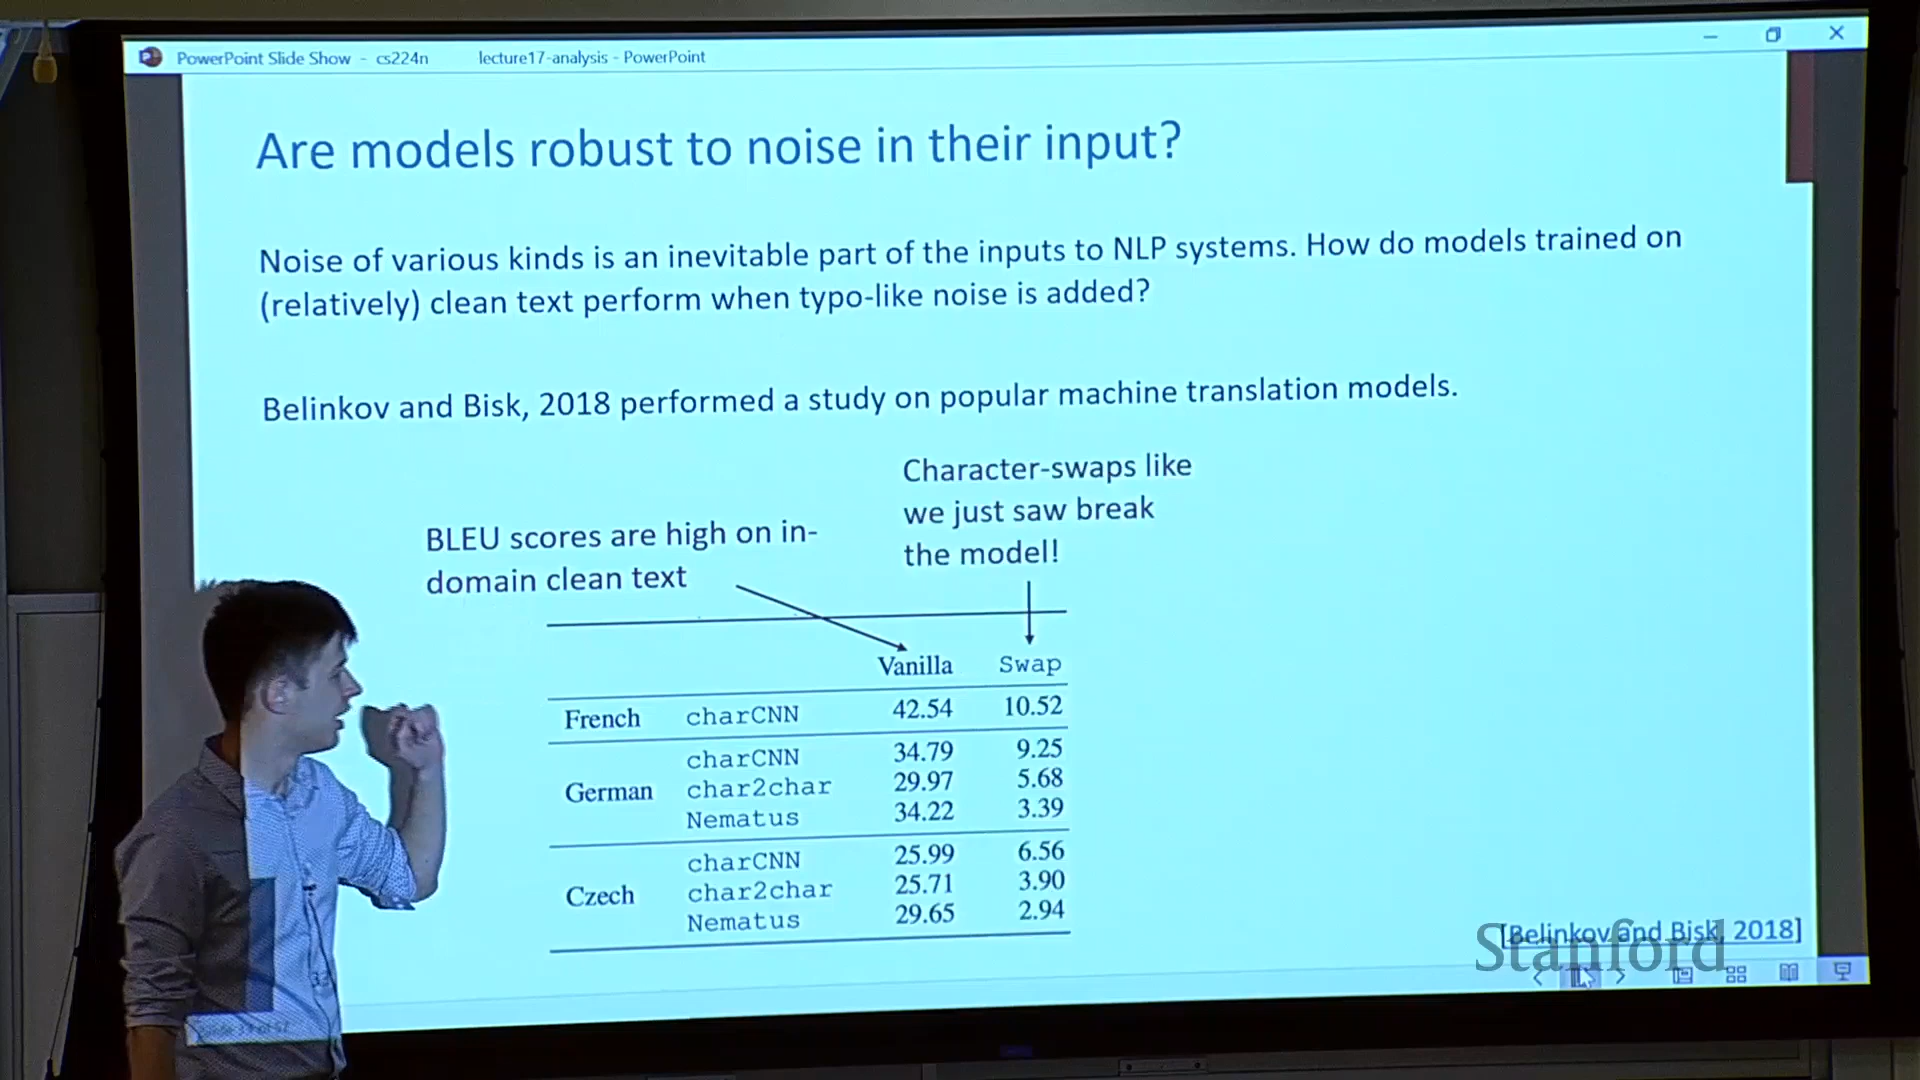 PowerPoint Slide Show - cs224n lecture17-analysis - PowerPoint
Are models robust to noise in their input?
Noise of various kinds is an inevitable part of the inputs to NLP systems. How do models trained on
(relatively) clean text perform when typo-like noise is added?
Belinkov and Bisk, 2018 performed a study on popular machine translation models.
Character-swaps like
we just saw break
the model!
BLEU scores are high on in-
domain clean text
Vanilla Swap
French charCNN 42.54 10.52
charCNN 34.79 9.25
German char2char 29.97 5.68
Nematus 34.22 3.39
charCNN 25.99 6.56
Czech char2char 25.71 3.90
Nematus 29.65 2.94
[Belinkov and Bisk, 2018]
Stanford